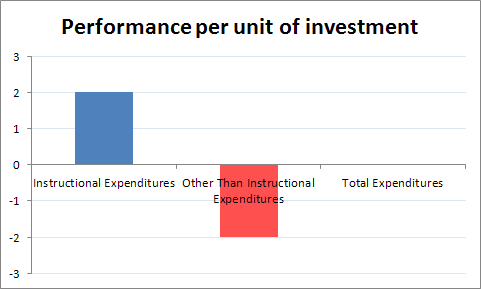 Performance per unit of investment
3
2
1
0
-1
-2
-3
Instructional Expenditures
Other Than Instructional
Expenditures
Total Expenditures